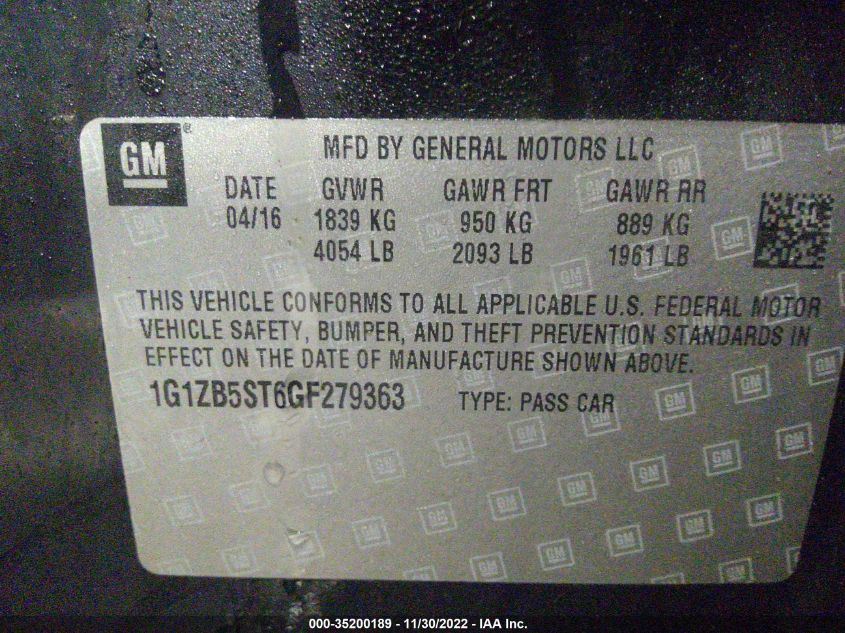 GM ® MFD BY GENERAL MOTORS LLC
DATE GVWR GAWR FRT GAWR RR
04/16 1839 KG 950 KG 889 KG
4054 LB 2093 LB 1961 LB
THIS VEHICLE CONFORMS TO ALL APPLICABLE U.S. FEDERAL MOTOR
VEHICLE SAFETY, BUMPER, AND THEFT PREVENTION STANDARDS IN
EFFECT ON THE DATE OF MANUFACTURE SHOWN ABOVE.
1G1ZB5ST6GF279363 TYPE: PASS CAR
000-35200189 - 11/30/2022 - IAA Inc.